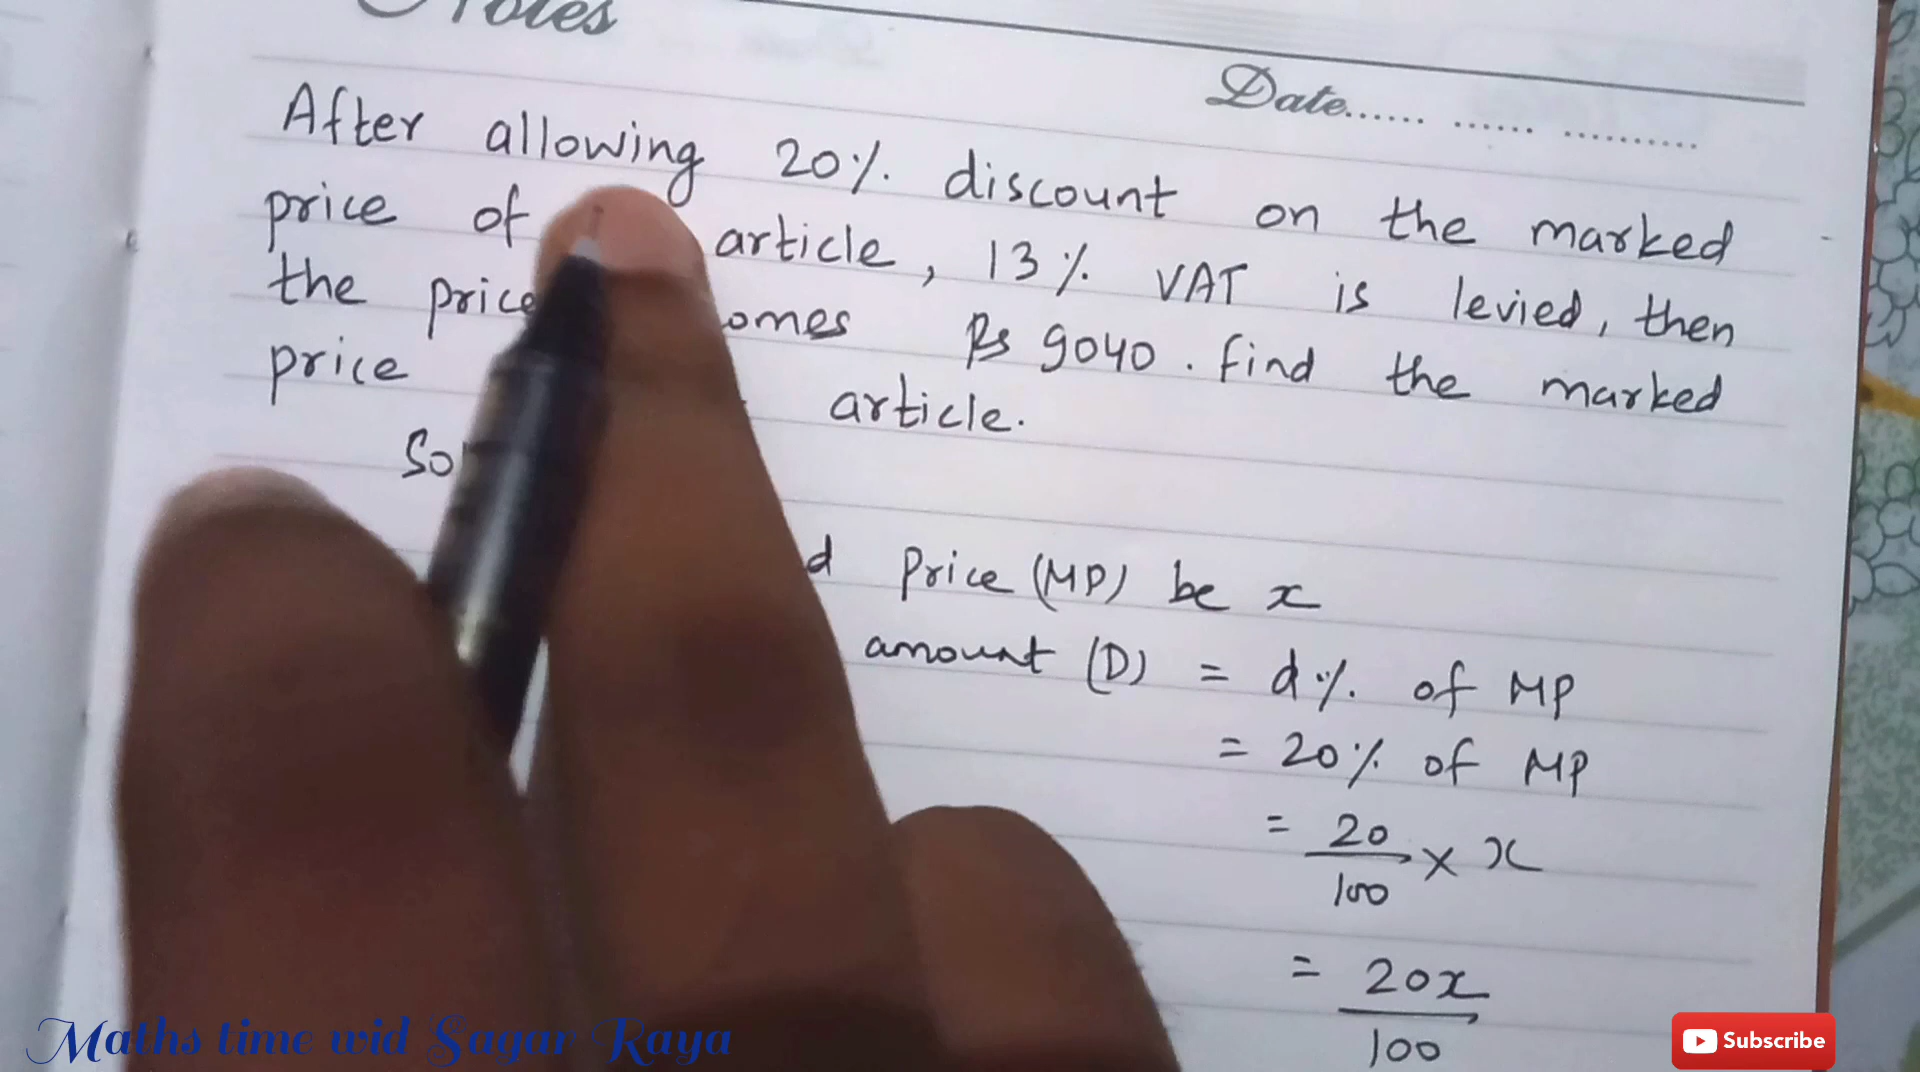 Notes
Date...... ...... ..........
After allowing 20% discount on the marked
price of article, 13% VAT is levied, then
the price omes Rs 9040. find the marked
price article.
So
d Price (MP) be x
amount (D) = d% of MP
= 20% of MP
= 20/100 × x
= 20x/100
Maths time wid Sagar Raya
Subscribe